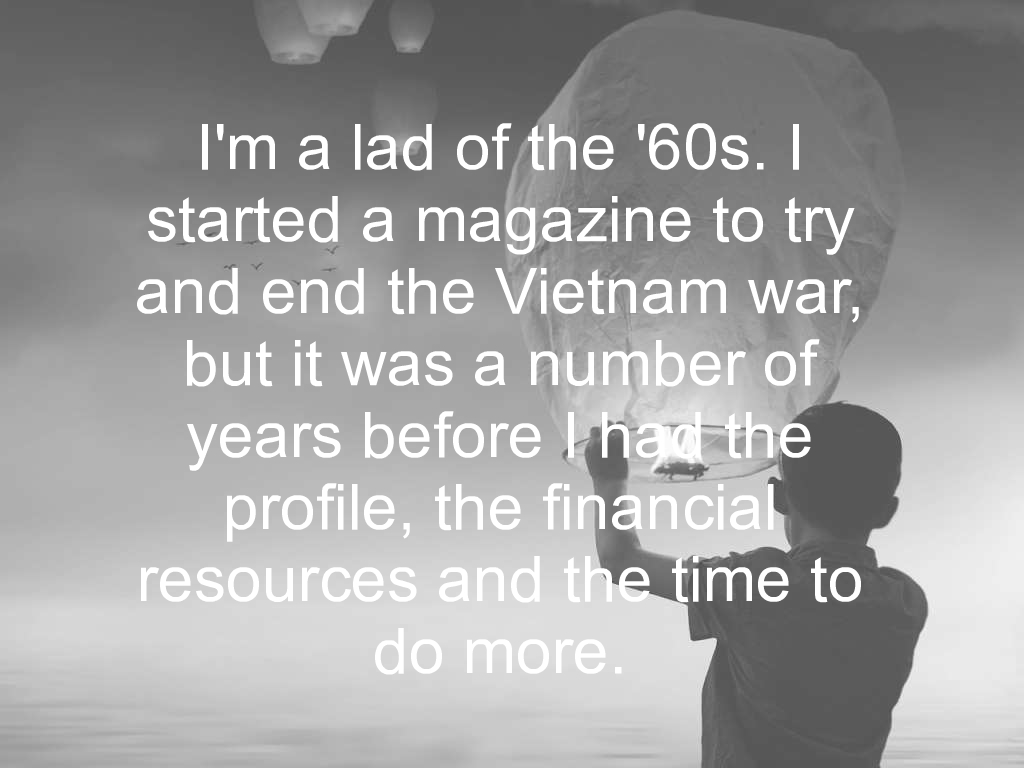 I'm a lad of the '60s. I
started a magazine to try
and end the Vietnam war,
but it was a number of
years before I had the
profile, the financial
resources and the time to
do more.